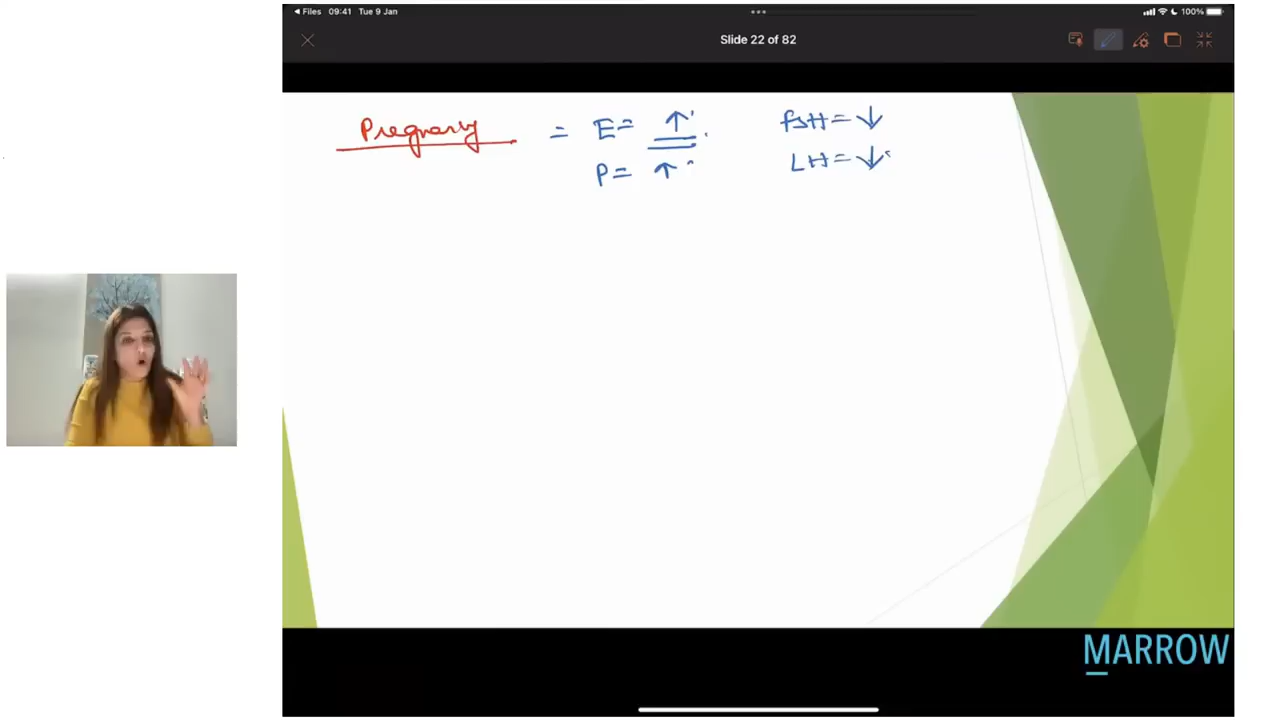 Files 09:41 Tue 9 Jan 100%
Slide 22 of 82
Pregnancy = E= ↑ FSH = ↓
P= ↑ LH = ↓
MARROW